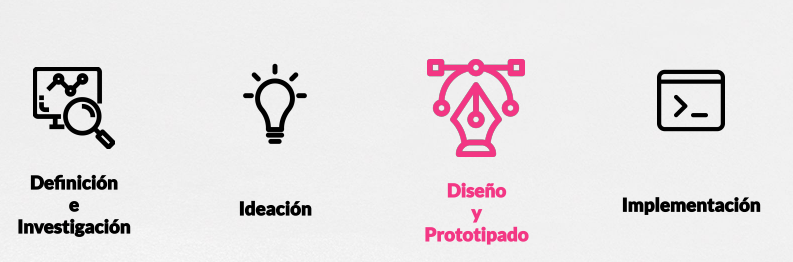 Definición
e
Investigación
Ideación
Diseño
y
Prototipado
Implementación